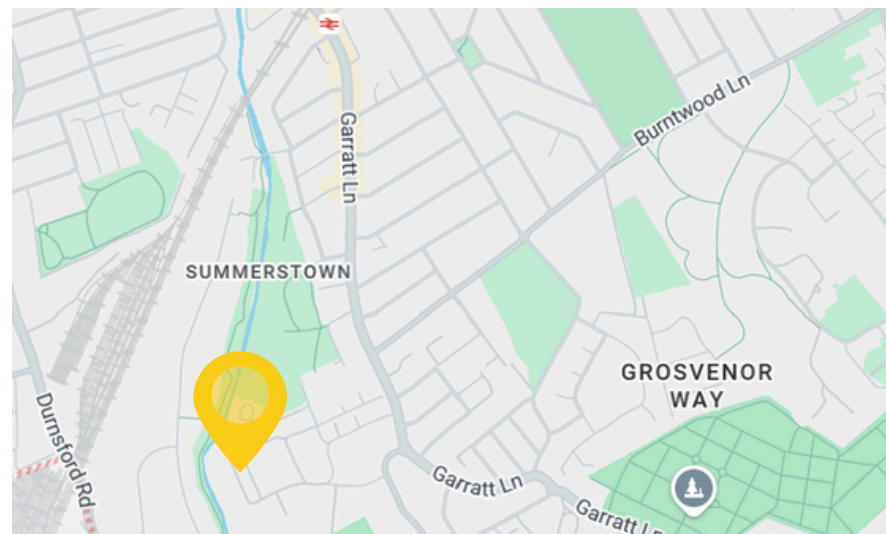 Garratt Ln
Burntwood Ln
SUMMERSTOWN
GROSVENOR
WAY
Durnsford Rd
Garratt Ln
Garratt Ln